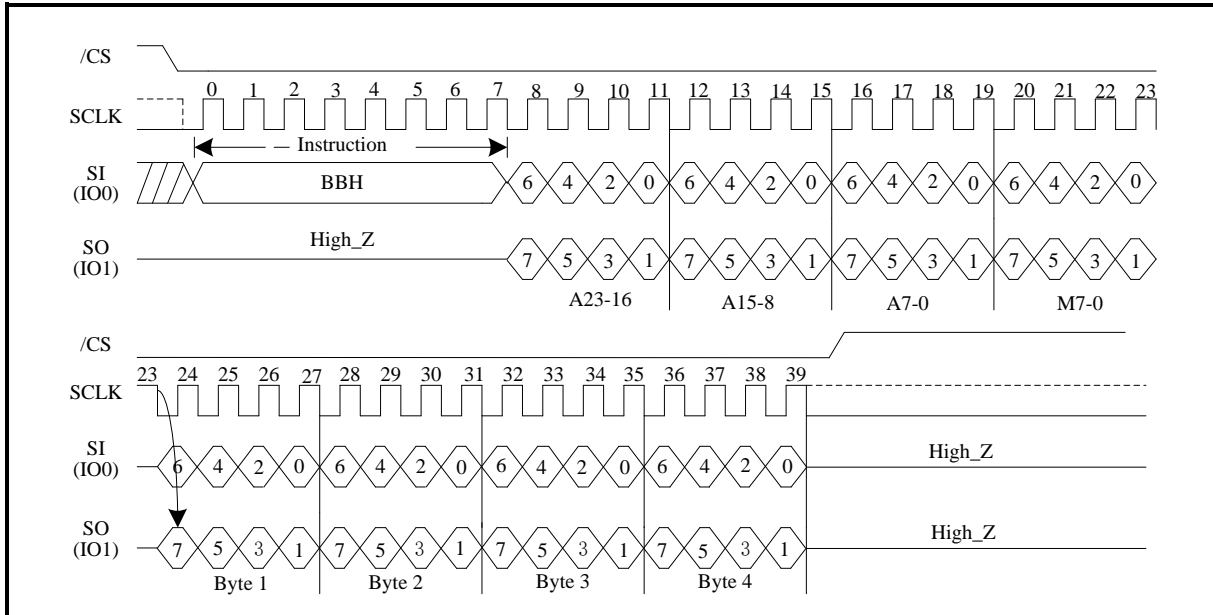 /CS
0 1 2 3 4 5 6 7 8 9 10 11 12 13 14 15 16 17 18 19 20 21 22 23
SCLK
Instruction
SI
(IO0)
BBH
6 4 2 0 6 4 2 0 6 4 2 0 6 4 2 0
SO
(IO1)
High_Z
7 5 3 1 7 5 3 1 7 5 3 1 7 5 3 1
A23-16 A15-8 A7-0 M7-0
/CS
23 24 25 26 27 28 29 30 31 32 33 34 35 36 37 38 39
SCLK
SI
(IO0)
6 4 2 0 6 4 2 0 6 4 2 0 6 4 2 0
High_Z
SO
(IO1)
7 5 3 1 7 5 3 1 7 5 3 1 7 5 3 1
High_Z
Byte 1 Byte 2 Byte 3 Byte 4